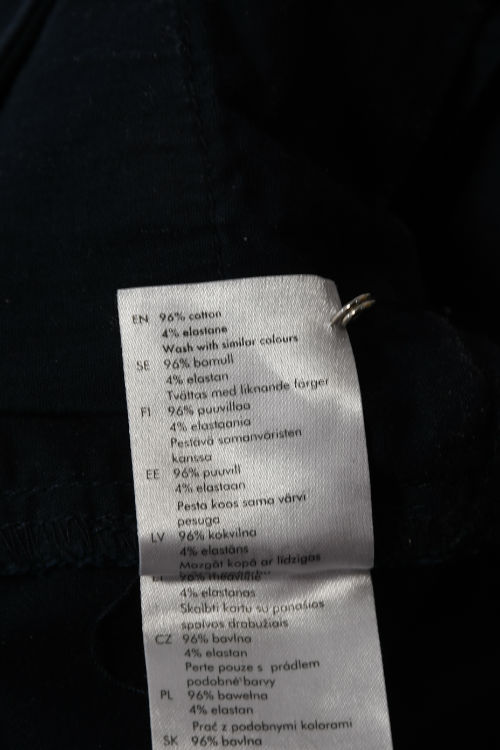 EN 96% cotton
4% elastane
Wash with similar colours
SE 96% bomull
4% elastan
Tvättas med liknande färger
FI 96% puuvillaa
4% elastaania
Pestävä samanväristen
kanssa
EE 96% puuvill
4% elastaan
Pesta koos sama värvi
pesuga
LV 96% kokvilna
4% elastāns
Mazgāt kopā ar līdzīgas
4% elastanas
Skalbti kartu su panašios
spalvos drabužiais
CZ 96% bavlna
4% elastan
Perte pouze s prádlem
podobné barvy
PL 96% bawełna
4% elastan
Prać z podobnymi kolorami
SK 96% bavlna